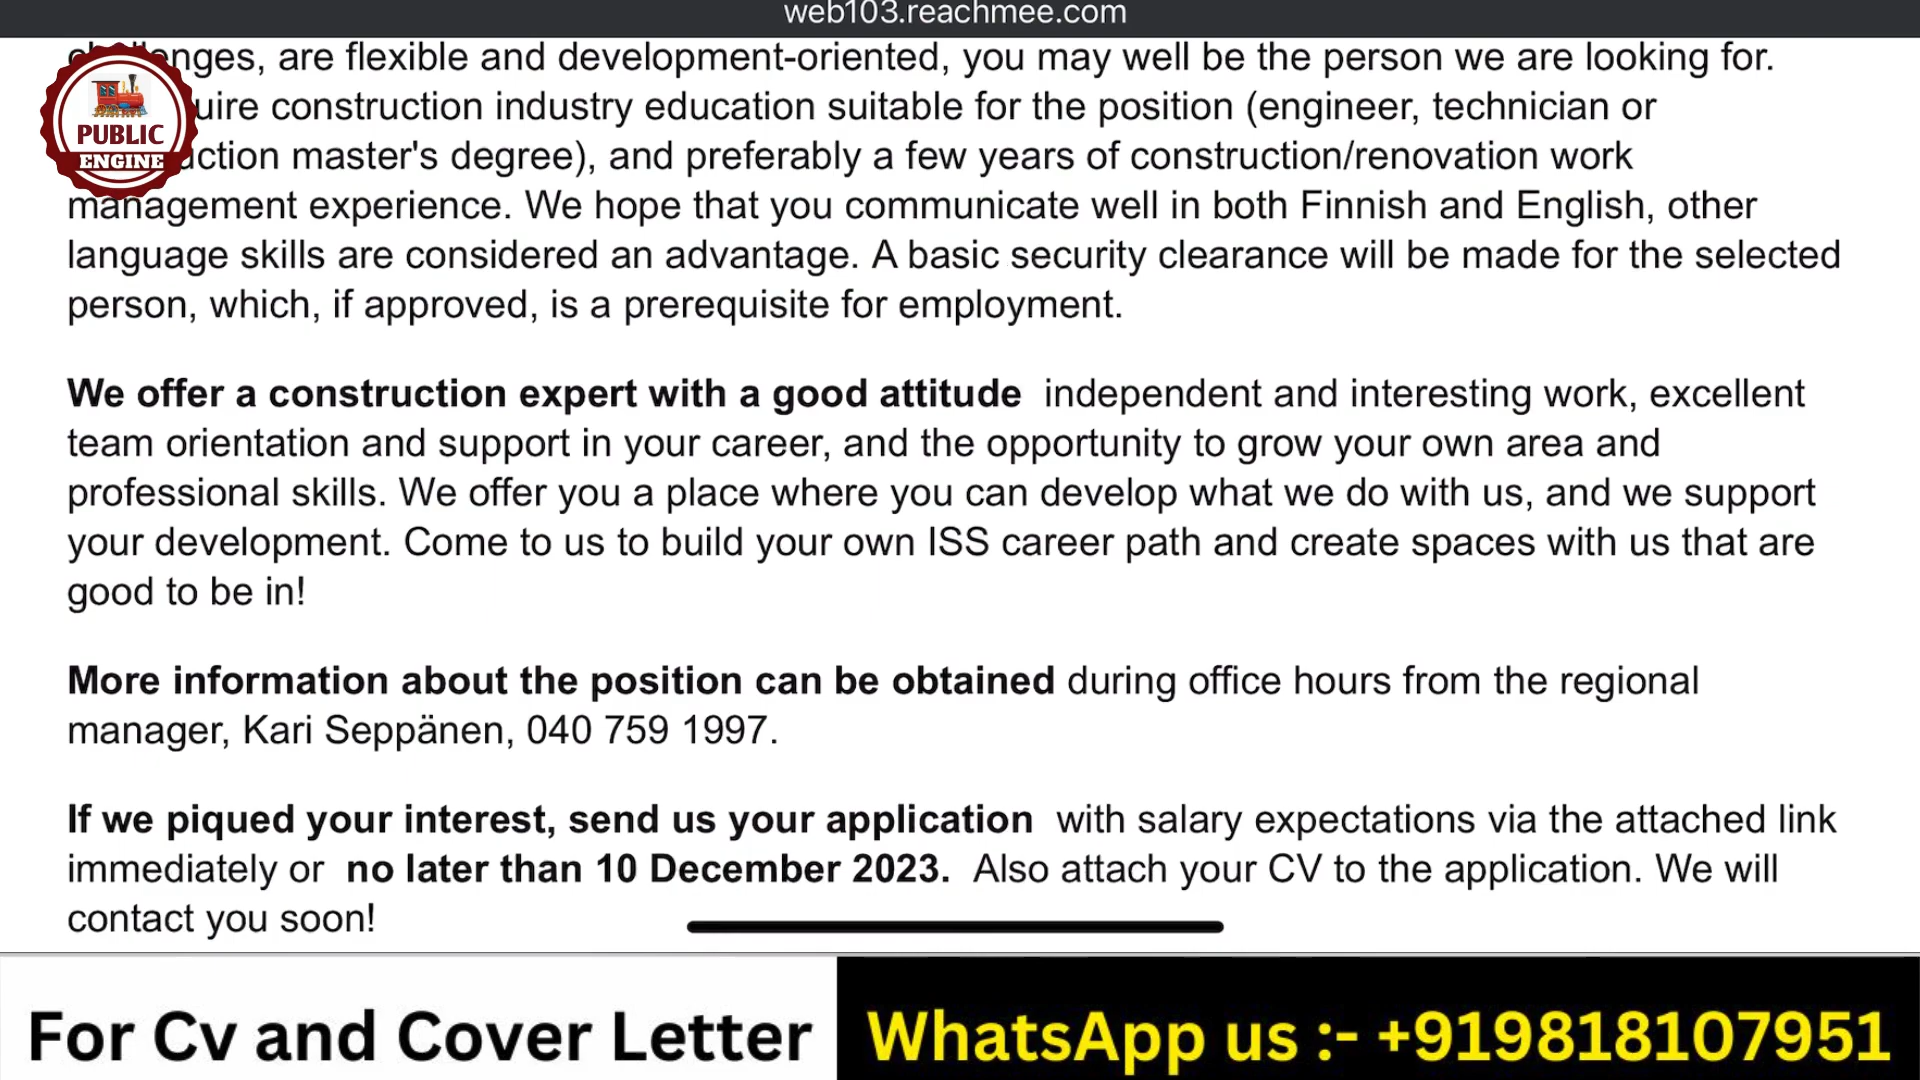 web103.reachmee.com
nges, are flexible and development-oriented, you may well be the person we are looking for.
uire construction industry education suitable for the position (engineer, technician or
uction master's degree), and preferably a few years of construction/renovation work
management experience. We hope that you communicate well in both Finnish and English, other
language skills are considered an advantage. A basic security clearance will be made for the selected
person, which, if approved, is a prerequisite for employment.
PUBLIC
ENGINE
We offer a construction expert with a good attitude independent and interesting work, excellent
team orientation and support in your career, and the opportunity to grow your own area and
professional skills. We offer you a place where you can develop what we do with us, and we support
your development. Come to us to build your own ISS career path and create spaces with us that are
good to be in!
More information about the position can be obtained during office hours from the regional
manager, Kari Seppänen, 040 759 1997.
If we piqued your interest, send us your application with salary expectations via the attached link
immediately or no later than 10 December 2023. Also attach your CV to the application. We will
contact you soon!
For Cv and Cover Letter
WhatsApp us :- +919818107951